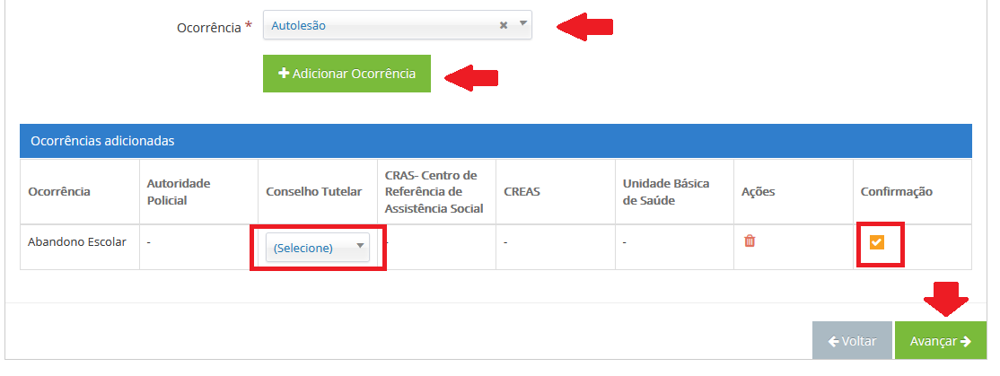 Ocorrência *
Autolesão
Adicionar Ocorrência
Ocorrências adicionadas
Ocorrência
Autoridade
Policial
Conselho Tutelar
CRAS- Centro de
Referência de
Assistência Social
CREAS
Unidade Básica
de Saúde
Ações
Confirmação
Abandono Escolar
-
(Selecione)
-
-
-
Voltar
Avançar